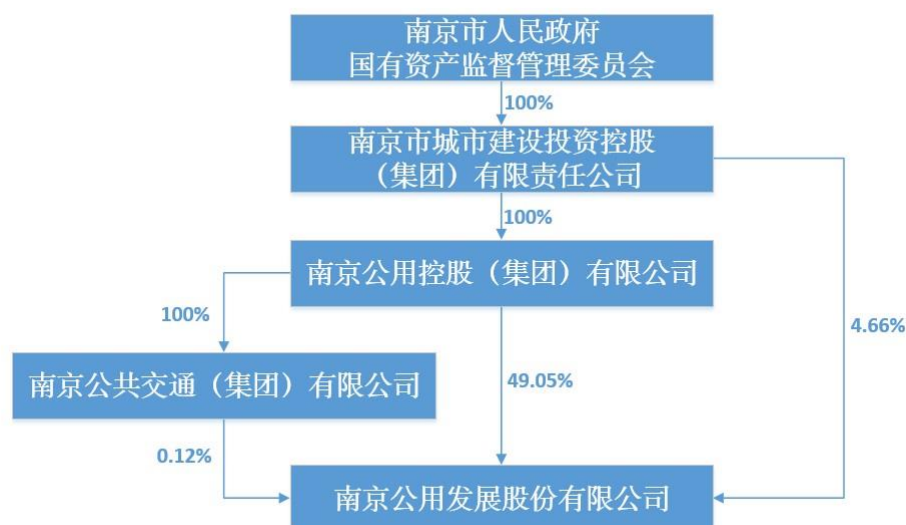 南京市人民政府
国有资产监督管理委员会
100%
南京市城市建设投资控股
（集团）有限责任公司
100%
南京公用控股（集团）有限公司
100%
4.66%
南京公共交通（集团）有限公司
49.05%
0.12%
南京公用发展股份有限公司